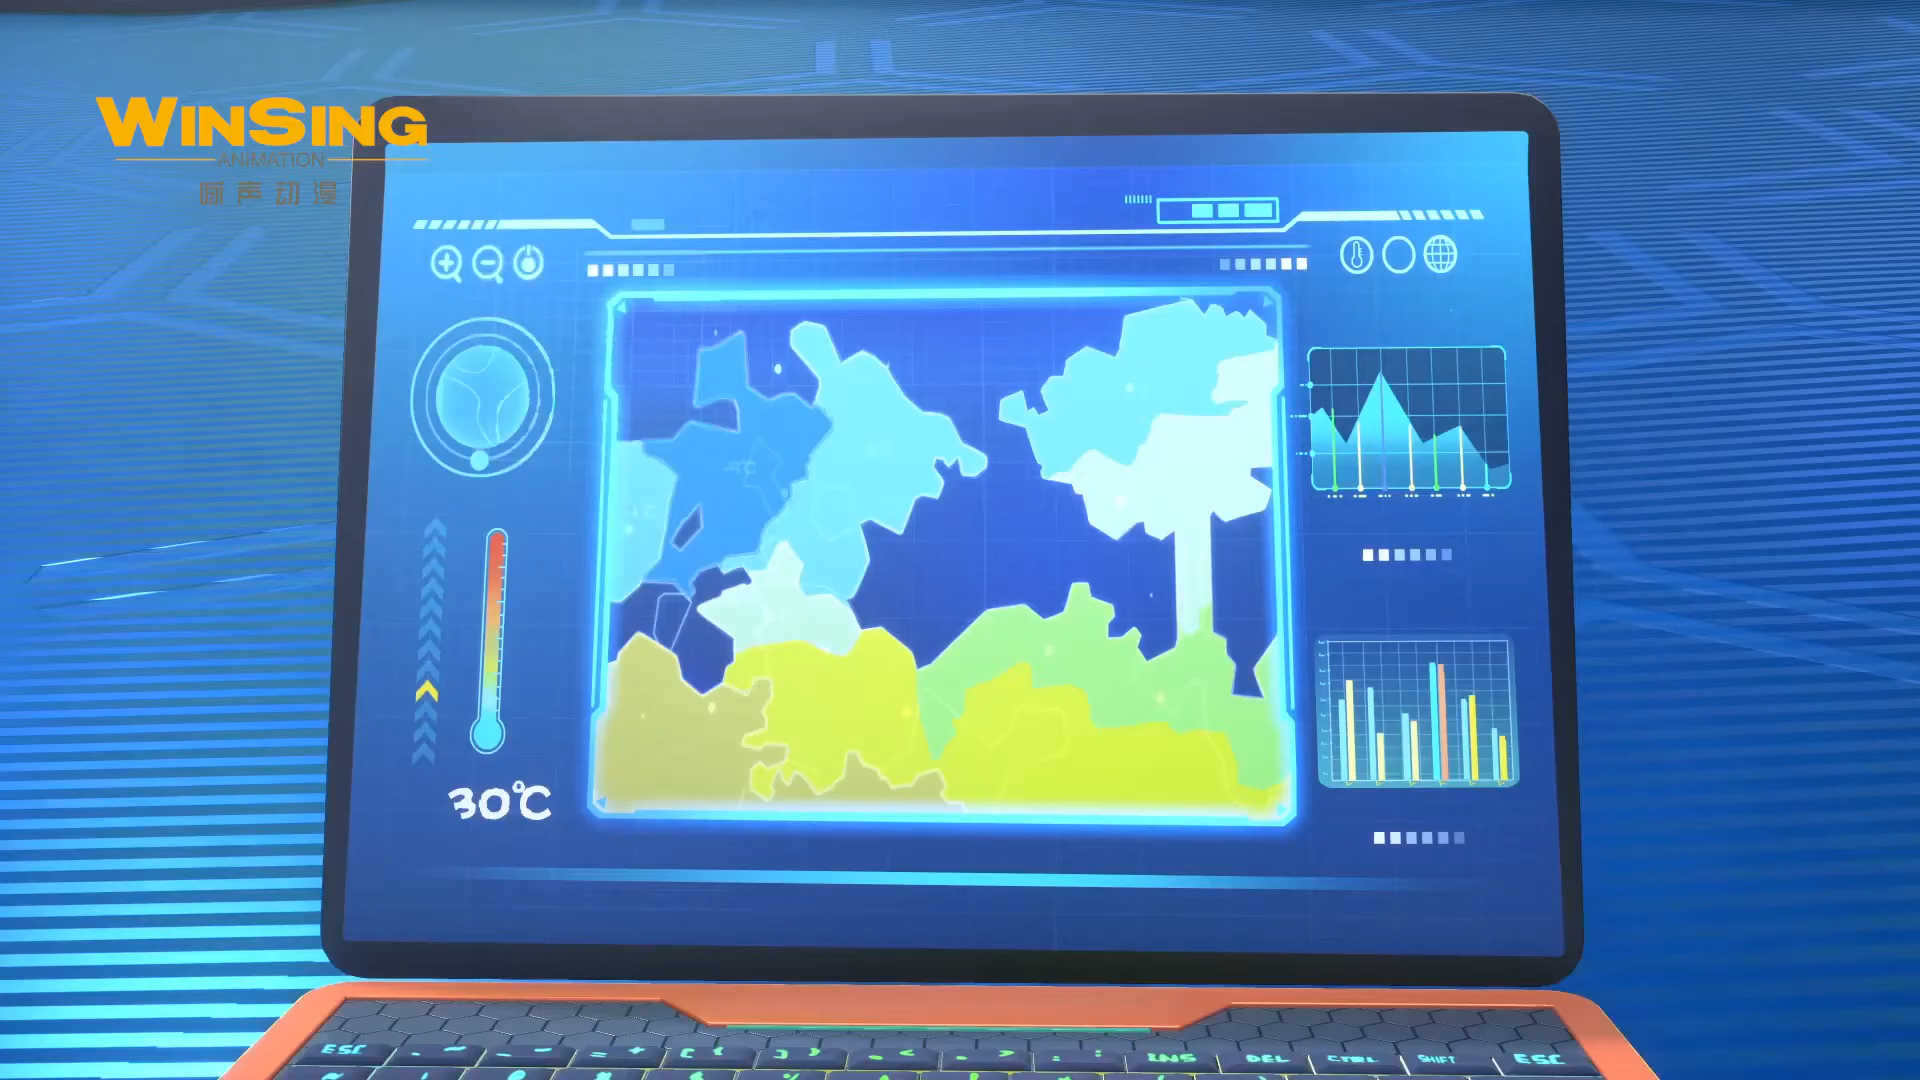 WINSING
ANIMATION
咏声动漫
30℃
ESC
INS DEL CTRL SHIFT ESC